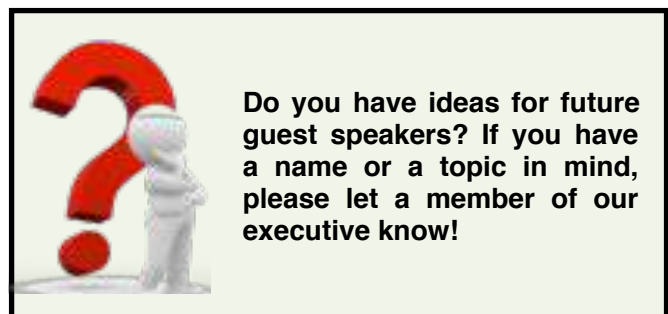 Do you have ideas for future
guest speakers? If you have
a name or a topic in mind,
please let a member of our
executive know!